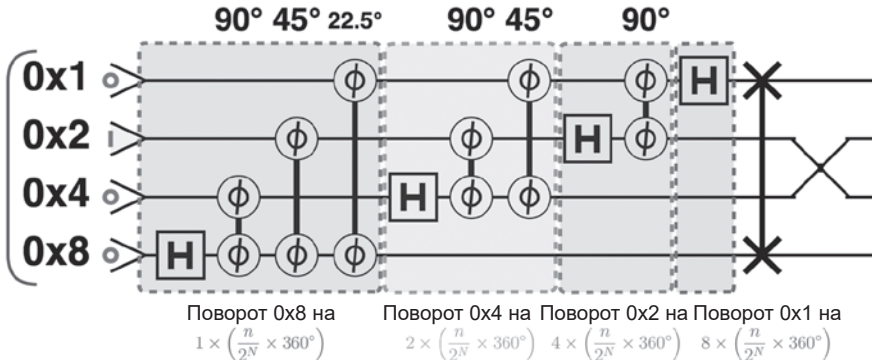 90° 45° 22.5° 90° 45° 90°
0x1 ϕ ϕ ϕ H
0x2 ϕ ϕ H ϕ
0x4 ϕ H ϕ ϕ
0x8 H ϕ ϕ ϕ
Поворот 0x8 на Поворот 0x4 на Поворот 0x2 на Поворот 0x1 на
1 × (n/2^N × 360°) 2 × (n/2^N × 360°) 4 × (n/2^N × 360°) 8 × (n/2^N × 360°)